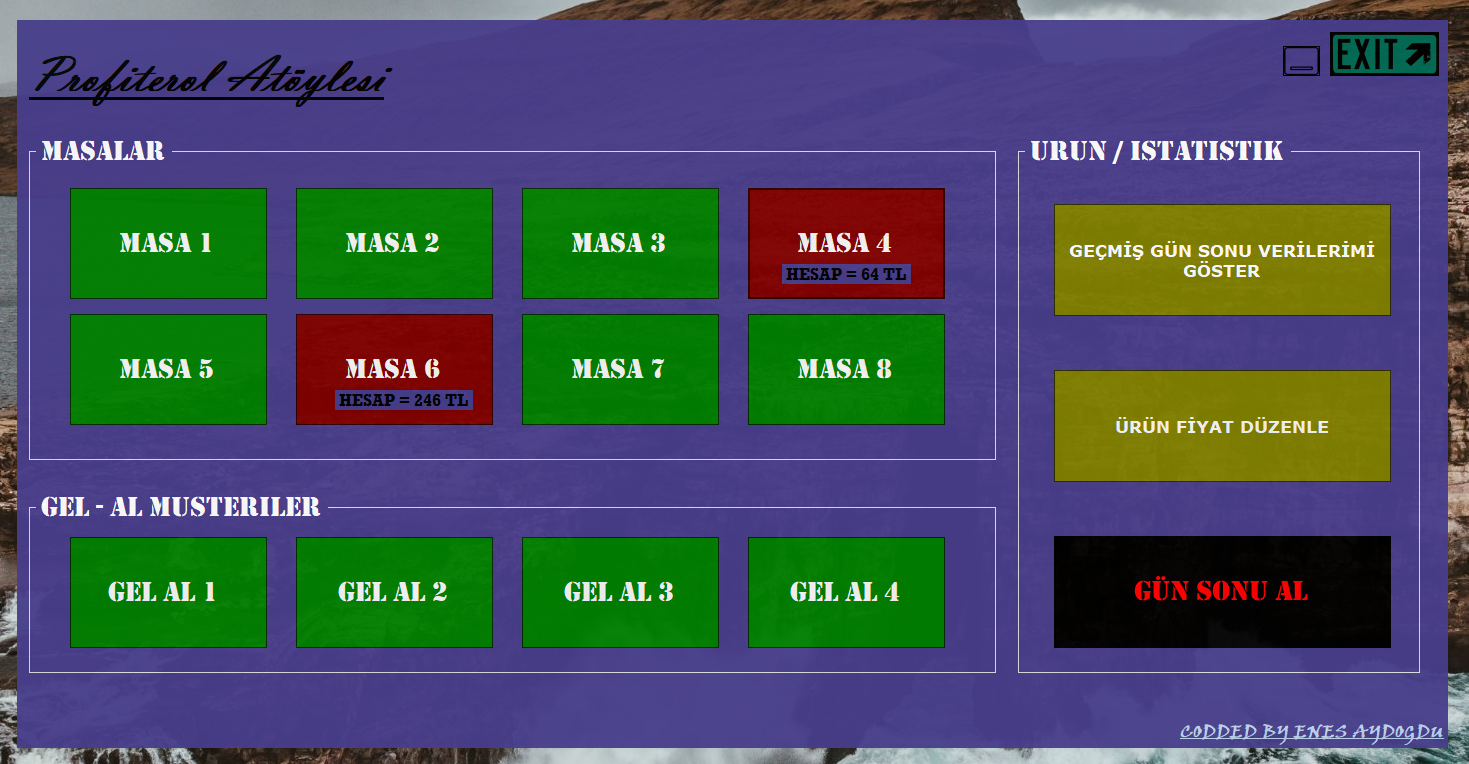 Profiterol Atöylesi
EXIT
MASALAR
MASA 1
MASA 2
MASA 3
MASA 4
HESAP = 64 TL
MASA 5
MASA 6
HESAP = 246 TL
MASA 7
MASA 8
GEL - AL MUSTERILER
GEL AL 1
GEL AL 2
GEL AL 3
GEL AL 4
URUN / ISTATISTIK
GEÇMİŞ GÜN SONU VERİLERİMİ
GÖSTER
ÜRÜN FİYAT DÜZENLE
GÜN SONU AL
CODDED BY ENES AYDOGDU